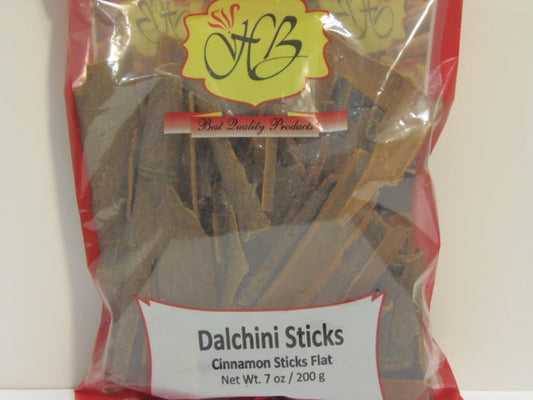 HB
Best Quality Products
Dalchini Sticks
Cinnamon Sticks Flat
Net Wt. 7 oz / 200 g